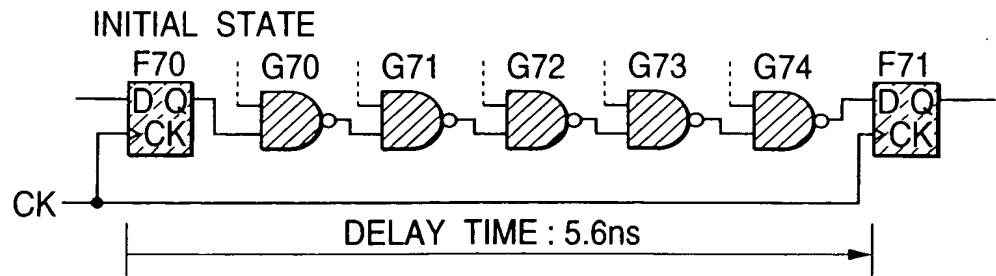 INITIAL STATE
F70 G70 G71 G72 G73 G74 F71
D Q D Q
CK CK
CK
DELAY TIME : 5.6ns